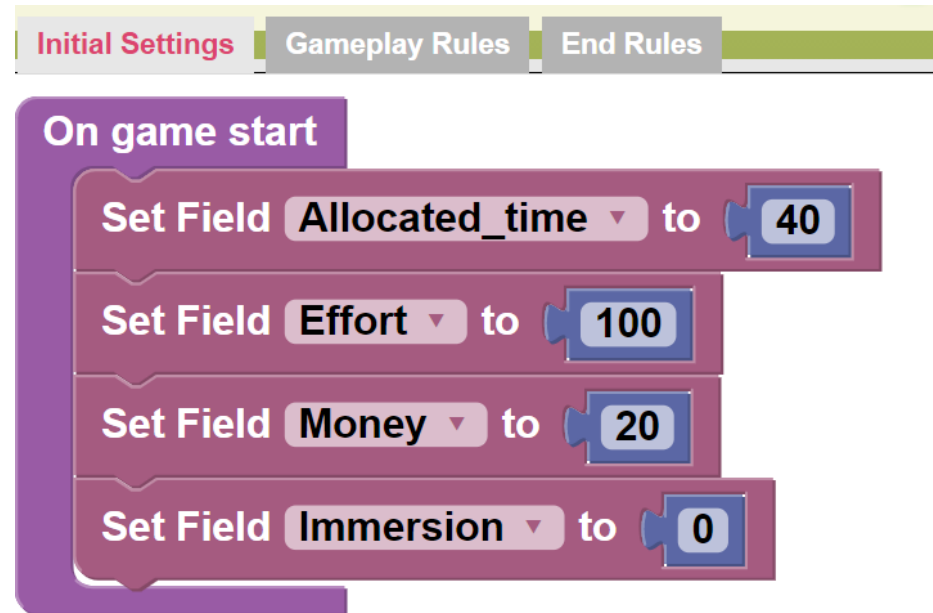 Initial Settings Gameplay Rules End Rules
On game start
Set Field Allocated_time to 40
Set Field Effort to 100
Set Field Money to 20
Set Field Immersion to 0